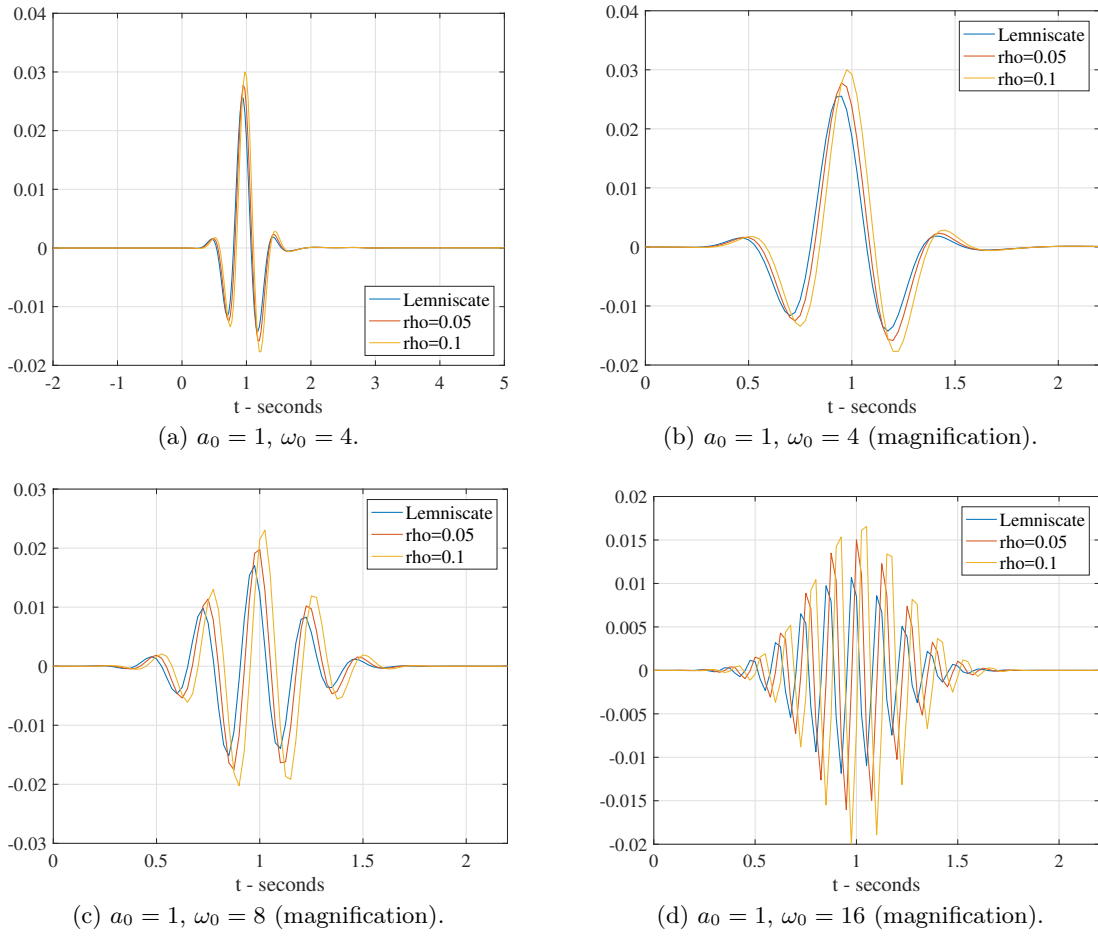 0.04
0.03
0.02
0.01
0
-0.01
-0.02
-2 -1 0 1 2 3 4 5
t - seconds
Lemniscate
rho=0.05
rho=0.1
(a) a₀ = 1, ω₀ = 4.
0.04
0.03
0.02
0.01
0
-0.01
-0.02
0 0.5 1 1.5 2
t - seconds
Lemniscate
rho=0.05
rho=0.1
(b) a₀ = 1, ω₀ = 4 (magnification).
0.03
0.02
0.01
0
-0.01
-0.02
-0.03
0 0.5 1 1.5 2
t - seconds
Lemniscate
rho=0.05
rho=0.1
(c) a₀ = 1, ω₀ = 8 (magnification).
0.02
0.015
0.01
0.005
0
-0.005
-0.01
-0.015
-0.02
0 0.5 1 1.5 2
t - seconds
Lemniscate
rho=0.05
rho=0.1
(d) a₀ = 1, ω₀ = 16 (magnification).